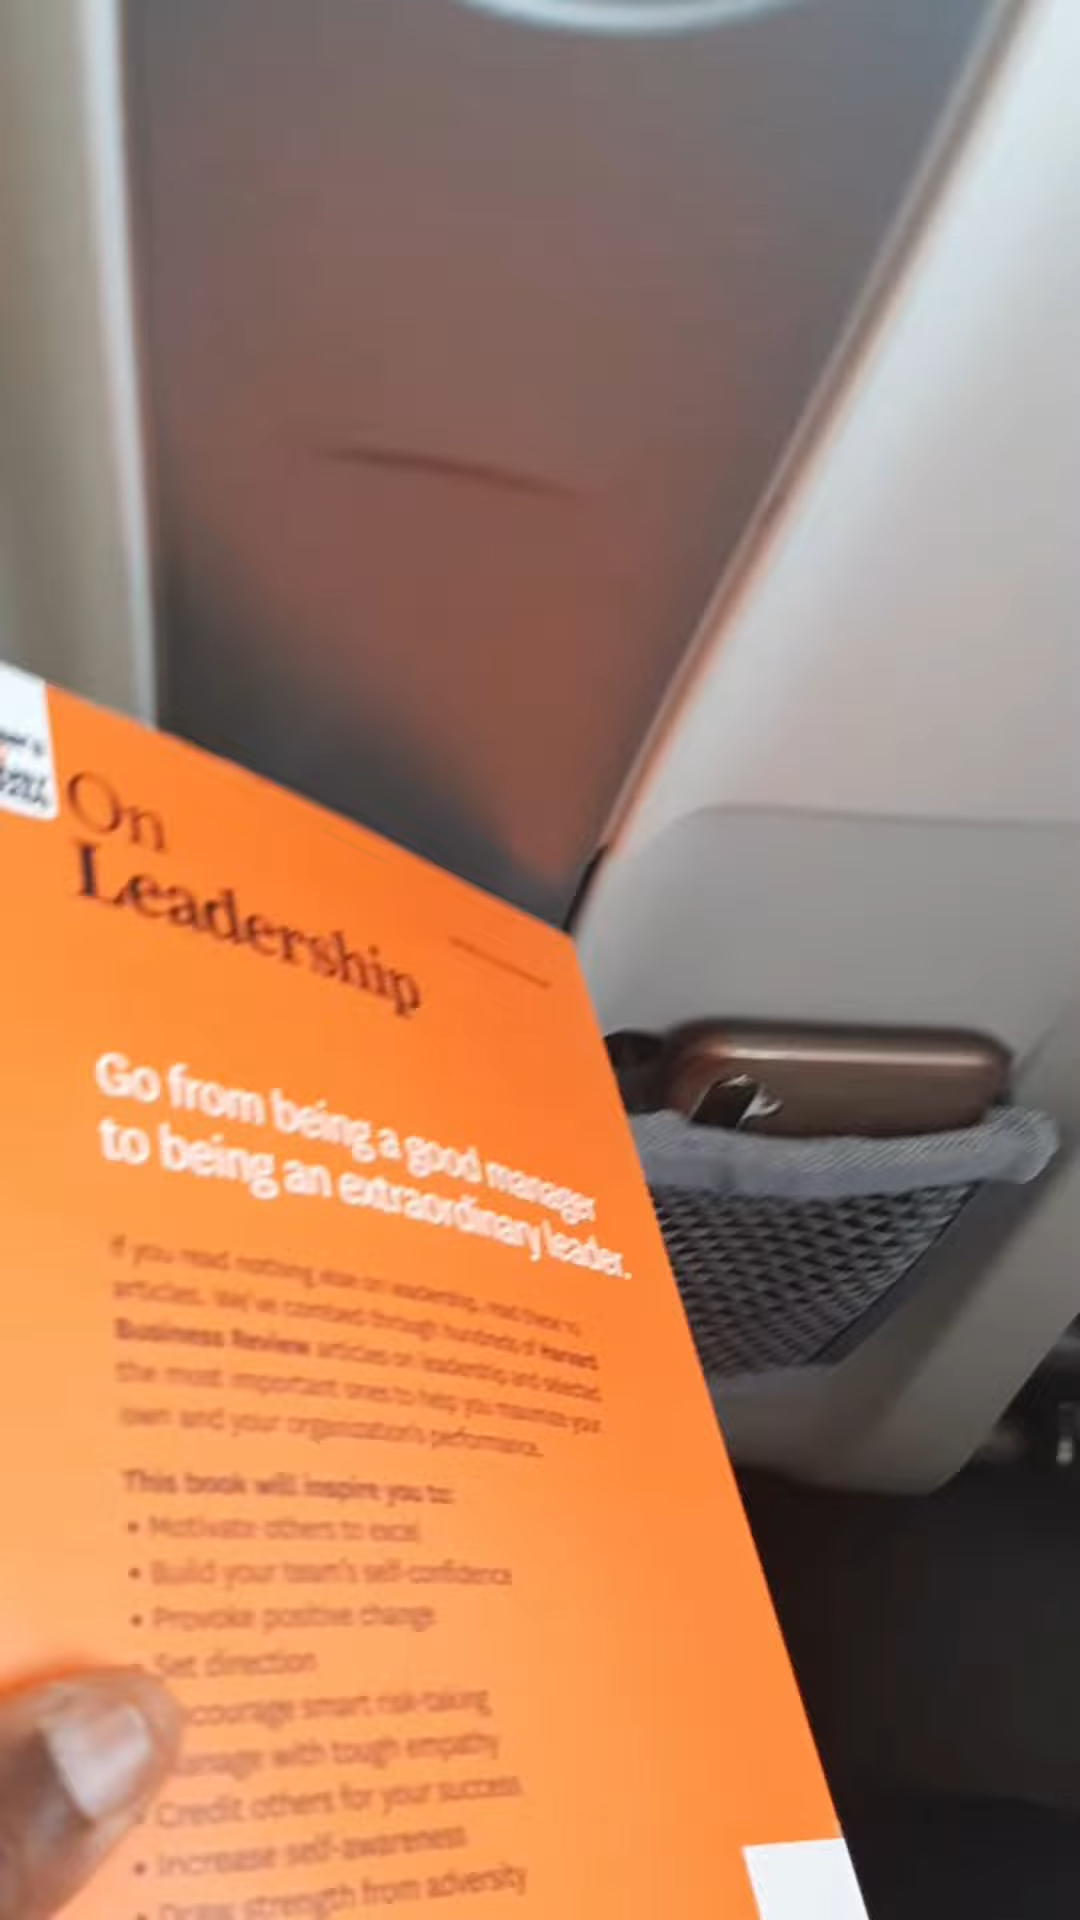 On
Leadership
Go from being a good manager
to being an extraordinary leader.
If you read nothing else on leadership, read these 10
articles. We've combed through hundreds of Harvard
Business Review articles on leadership and selected
the most important ones to help you maximize your
own and your organization's performance.
This book will inspire you to:
• Motivate others to excel
• Build your team's self-confidence
• Provoke positive change
Set direction
courage smart risk-taking
anage with tough empathy
• Credit others for your success
• Increase self-awareness
• Draw strength from adversity